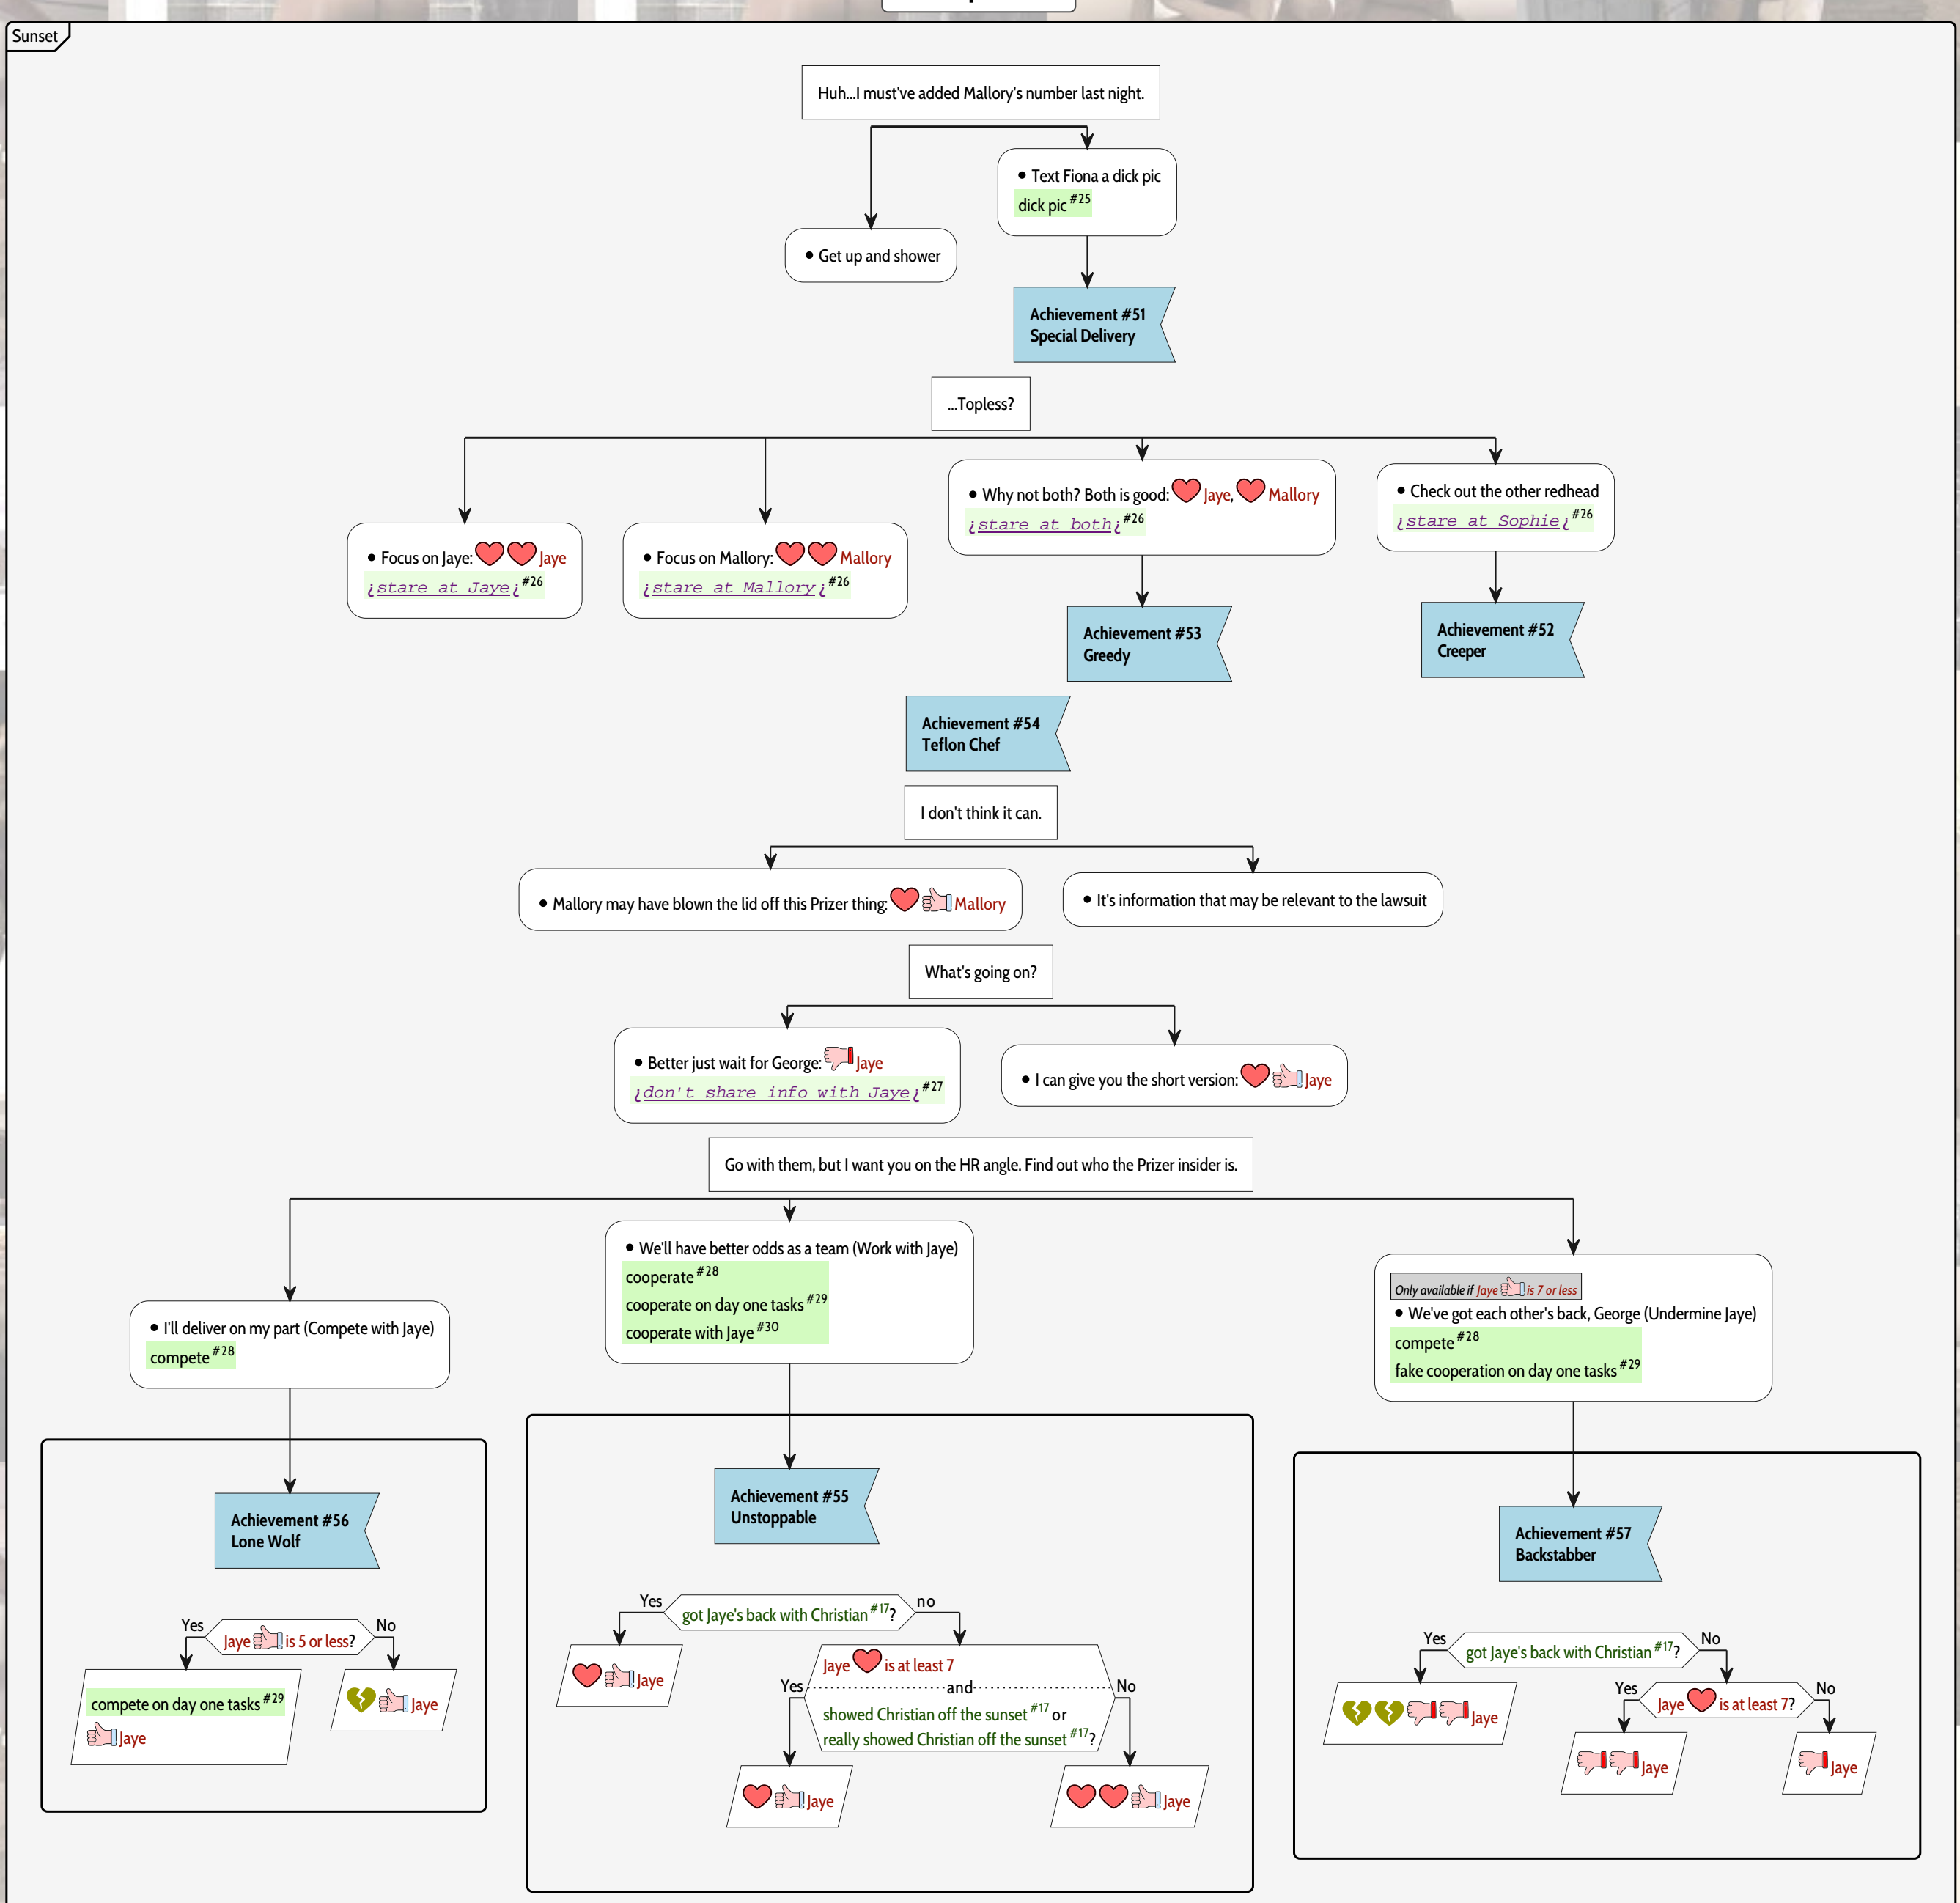 Sunset
Huh...I must've added Mallory's number last night.
• Text Fiona a dick pic
dick pic #25
• Get up and shower
Achievement #51
Special Delivery
...Topless?
• Focus on Jaye: Jaye
¿stare at Jaye¿ #26
• Focus on Mallory: Mallory
¿stare at Mallory¿ #26
• Why not both? Both is good: Jaye, Mallory
¿stare at both¿ #26
• Check out the other redhead
¿stare at Sophie¿ #26
Achievement #53
Greedy
Achievement #52
Creeper
Achievement #54
Teflon Chef
I don't think it can.
• Mallory may have blown the lid off this Prizer thing: Mallory
• It's information that may be relevant to the lawsuit
What's going on?
• Better just wait for George: Jaye
¿don't share info with Jaye¿ #27
• I can give you the short version: Jaye
Go with them, but I want you on the HR angle. Find out who the Prizer insider is.
• I'll deliver on my part (Compete with Jaye)
compete #28
• We'll have better odds as a team (Work with Jaye)
cooperate #28
cooperate on day one tasks #29
cooperate with Jaye #30
Only available if Jaye is 7 or less
• We've got each other's back, George (Undermine Jaye)
compete #28
fake cooperation on day one tasks #29
Achievement #56
Lone Wolf
Yes
Jaye is 5 or less?
No
compete on day one tasks #29
Jaye
Jaye
Achievement #55
Unstoppable
Yes
got Jaye's back with Christian #17?
no
Jaye
Jaye is at least 7
Yes
and
No
showed Christian off the sunset #17 or
really showed Christian off the sunset #17?
Jaye
Jaye
Achievement #57
Backstabber
Yes
got Jaye's back with Christian #17?
No
Jaye
Yes
Jaye is at least 7?
No
Jaye
Jaye